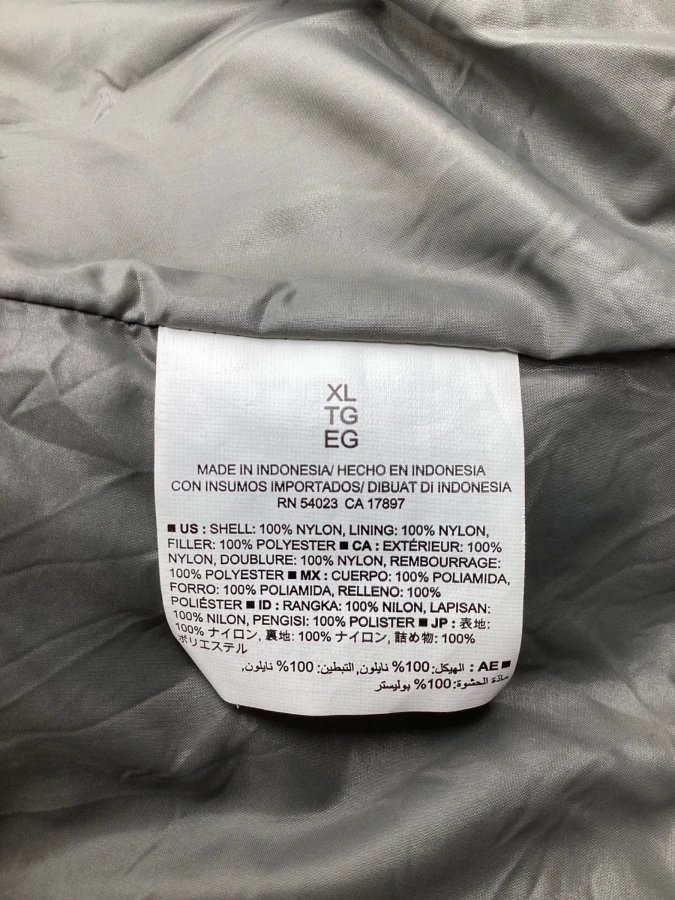 XL
TG
EG
MADE IN INDONESIA/ HECHO EN INDONESIA
CON INSUMOS IMPORTADOS/ DIBUAT DI INDONESIA
RN 54023 CA 17897
■ US : SHELL: 100% NYLON, LINING: 100% NYLON,
FILLER: 100% POLYESTER ■ CA : EXTÉRIEUR: 100%
NYLON, DOUBLURE: 100% NYLON, REMBOURRAGE:
100% POLYESTER ■ MX : CUERPO: 100% POLIAMIDA,
FORRO: 100% POLIAMIDA, RELLENO: 100%
POLIÉSTER ■ ID : RANGKA: 100% NILON, LAPISAN:
100% NILON, PENGISI: 100% POLISTER ■ JP : 表地:
100% ナイロン, 裏地: 100% ナイロン, 詰め物: 100%
ポリエステル
■ AE : الهيكل: 100% نايلون, التبطين: 100% نايلون,
مادة الحشوة: 100% بوليستر